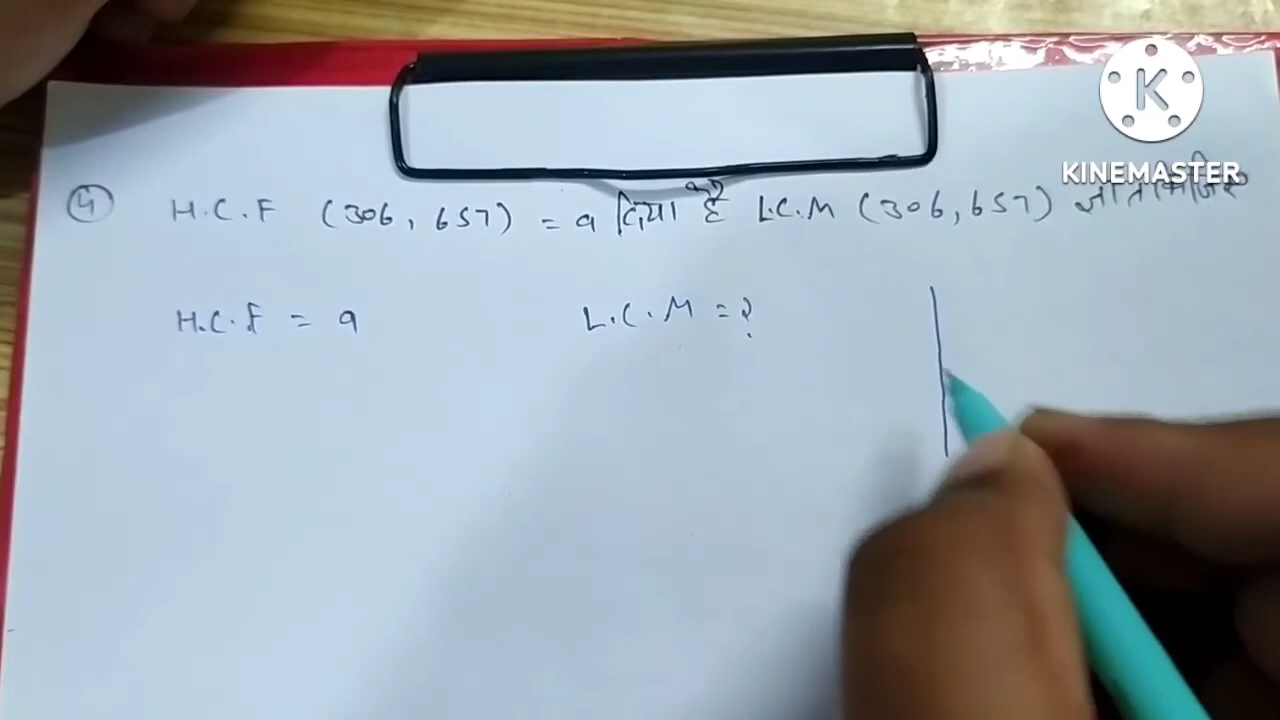 KINEMASTER
④ H.C.F (306, 657) = 9 दिया है L.C.M (306, 657) ज्ञात कीजिए
H.C.F = 9 L.C.M = ?